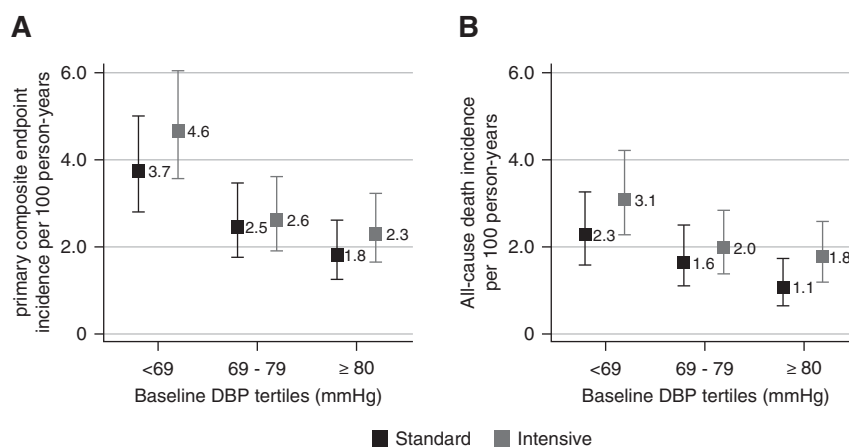 A
primary composite endpoint
incidence per 100 person-years
6.0
4.0
2.0
0
3.7
4.6
2.5
2.6
1.8
2.3
<69
69 - 79
≥ 80
Baseline DBP tertiles (mmHg)
B
All-cause death incidence
per 100 person-years
6.0
4.0
2.0
0
2.3
3.1
1.6
2.0
1.1
1.8
<69
69 - 79
≥ 80
Baseline DBP tertiles (mmHg)
Standard
Intensive